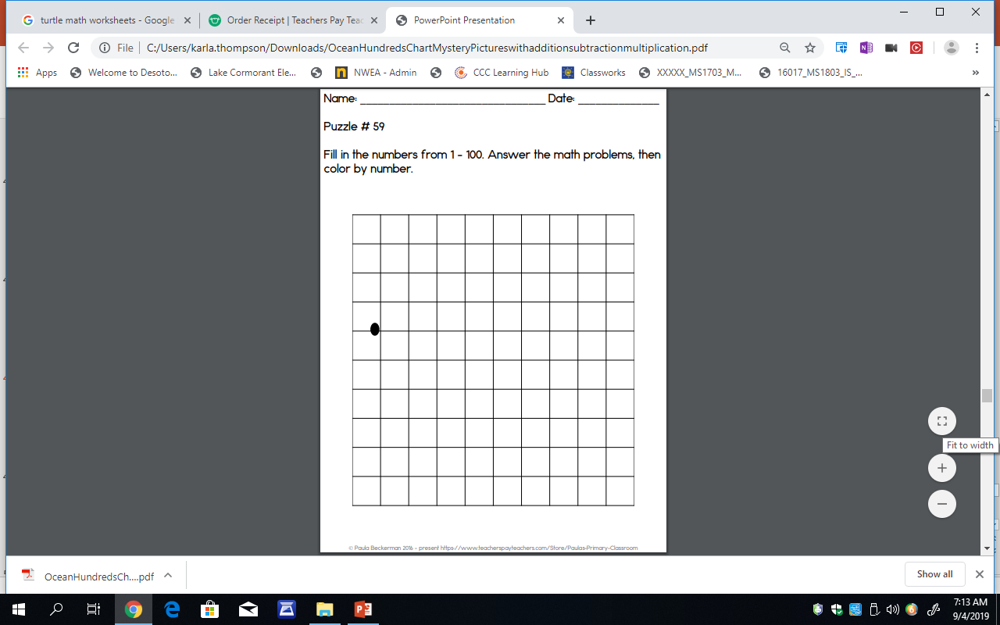 turtle math worksheets - Google
Order Receipt | Teachers Pay Teac
PowerPoint Presentation
File
C:/Users/karla.thompson/Downloads/OceanHundredsChartMysteryPictureswithadditionsubtractionmultiplication.pdf
Apps
Welcome to Desoto...
Lake Cormorant Ele...
NWEA - Admin
CCC Learning Hub
Classworks
XXXXX_MS1703_M...
16017_MS1803_IS_...
»
Name: ________________________________ Date: ______________
Puzzle # 59
Fill in the numbers from 1 - 100. Answer the math problems, then
color by number.
Fit to width
© Paula Beckerman 2016 - present https://www.teacherspayteachers.com/Store/Paulas-Primary-Classroom
OceanHundredsCh....pdf
Show all
7:13 AM
9/4/2019